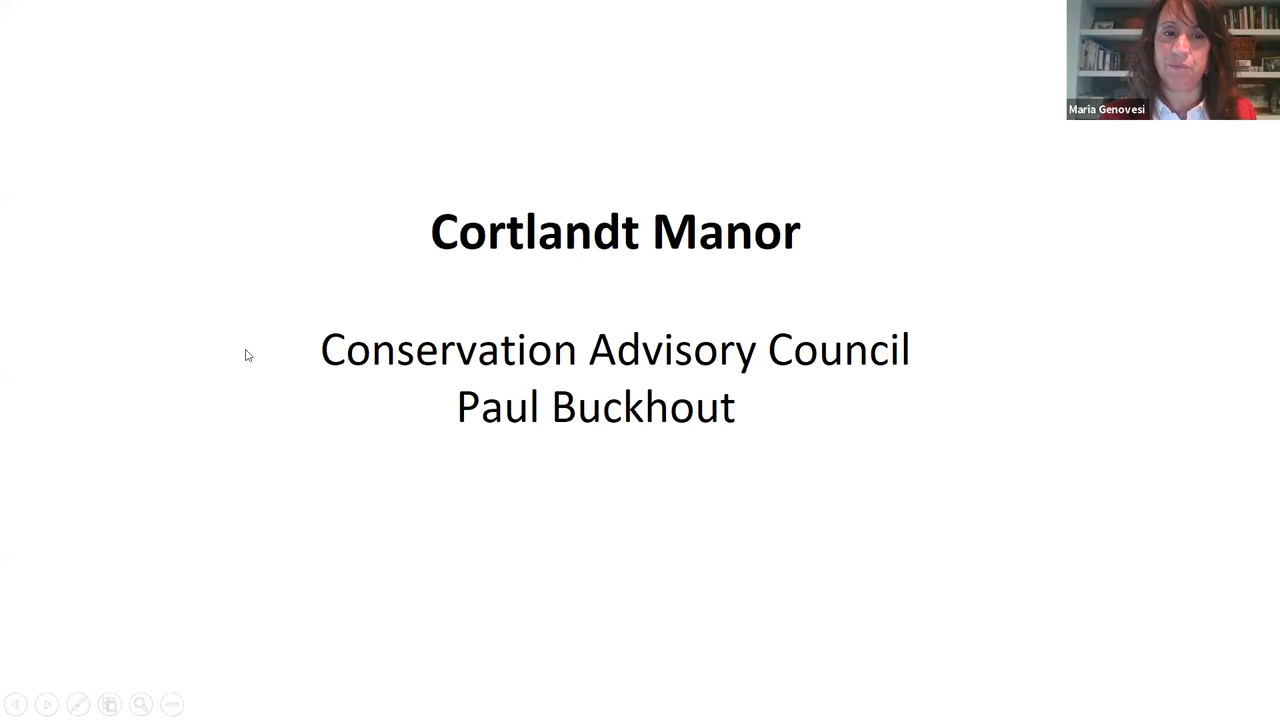 Maria Genovesi
Cortlandt Manor
Conservation Advisory Council
Paul Buckhout